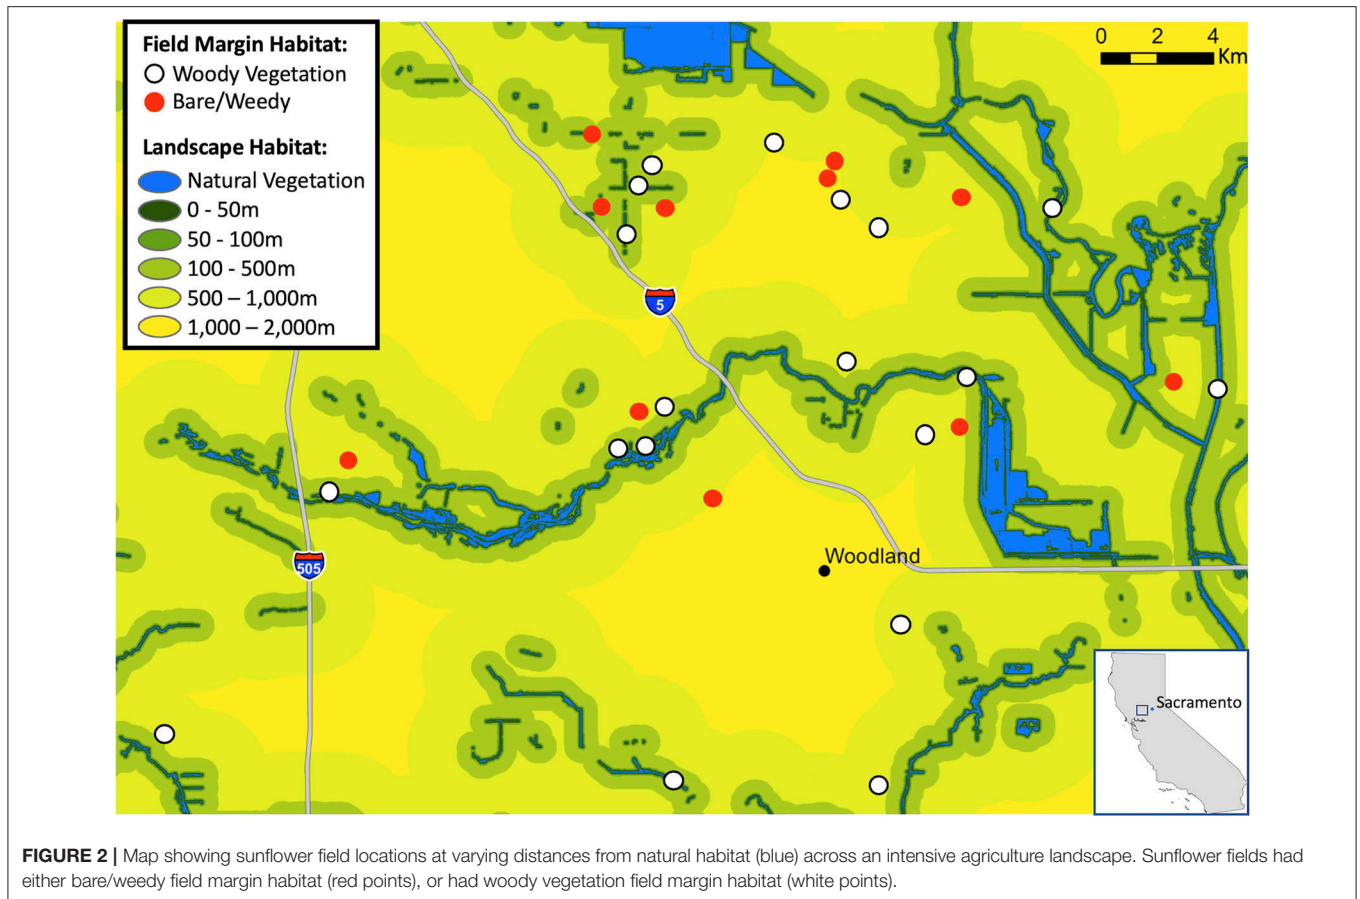 Field Margin Habitat:
Woody Vegetation
Bare/Weedy
Landscape Habitat:
Natural Vegetation
0 - 50m
50 - 100m
100 - 500m
500 – 1,000m
1,000 – 2,000m
0 2 4
Km
5
505
Woodland
Sacramento
FIGURE 2 | Map showing sunflower field locations at varying distances from natural habitat (blue) across an intensive agriculture landscape. Sunflower fields had
either bare/weedy field margin habitat (red points), or had woody vegetation field margin habitat (white points).